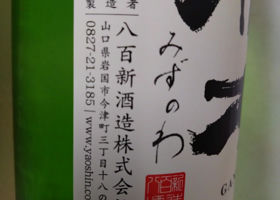 みずのわ
製造者
八百新酒造株式会
山口県岩国市今津町三丁目十八の
0827-21-3185 | www.yaoshin.co
GA